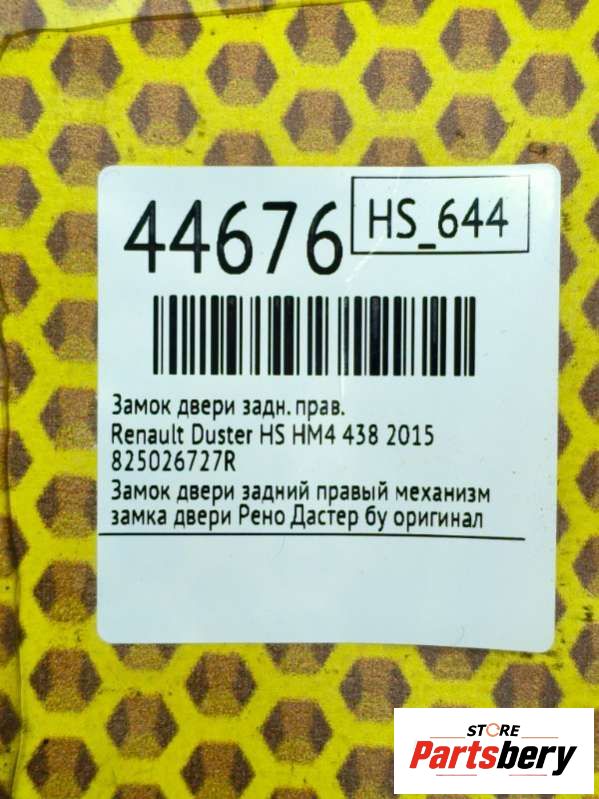 44676
HS_644
Замок двери задн. прав.
Renault Duster HS HM4 438 2015
825026727R
Замок двери задний правый механизм
замка двери Рено Дастер бу оригинал
STORE
Partsbery